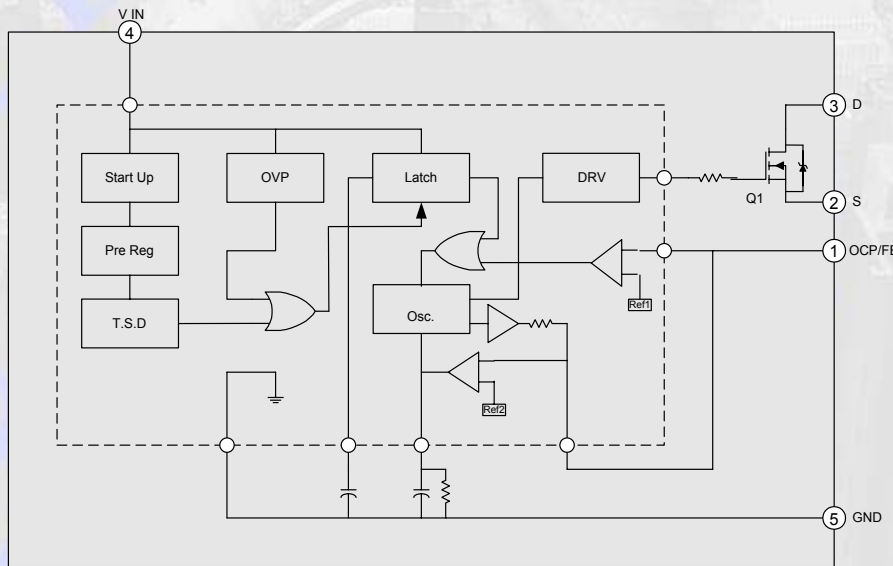 V IN
4
3 D
Start Up
OVP
Latch
DRV
Q1
2 S
Pre Reg
1 OCP/FB
Ref1
T.S.D
Osc.
Ref2
5 GND